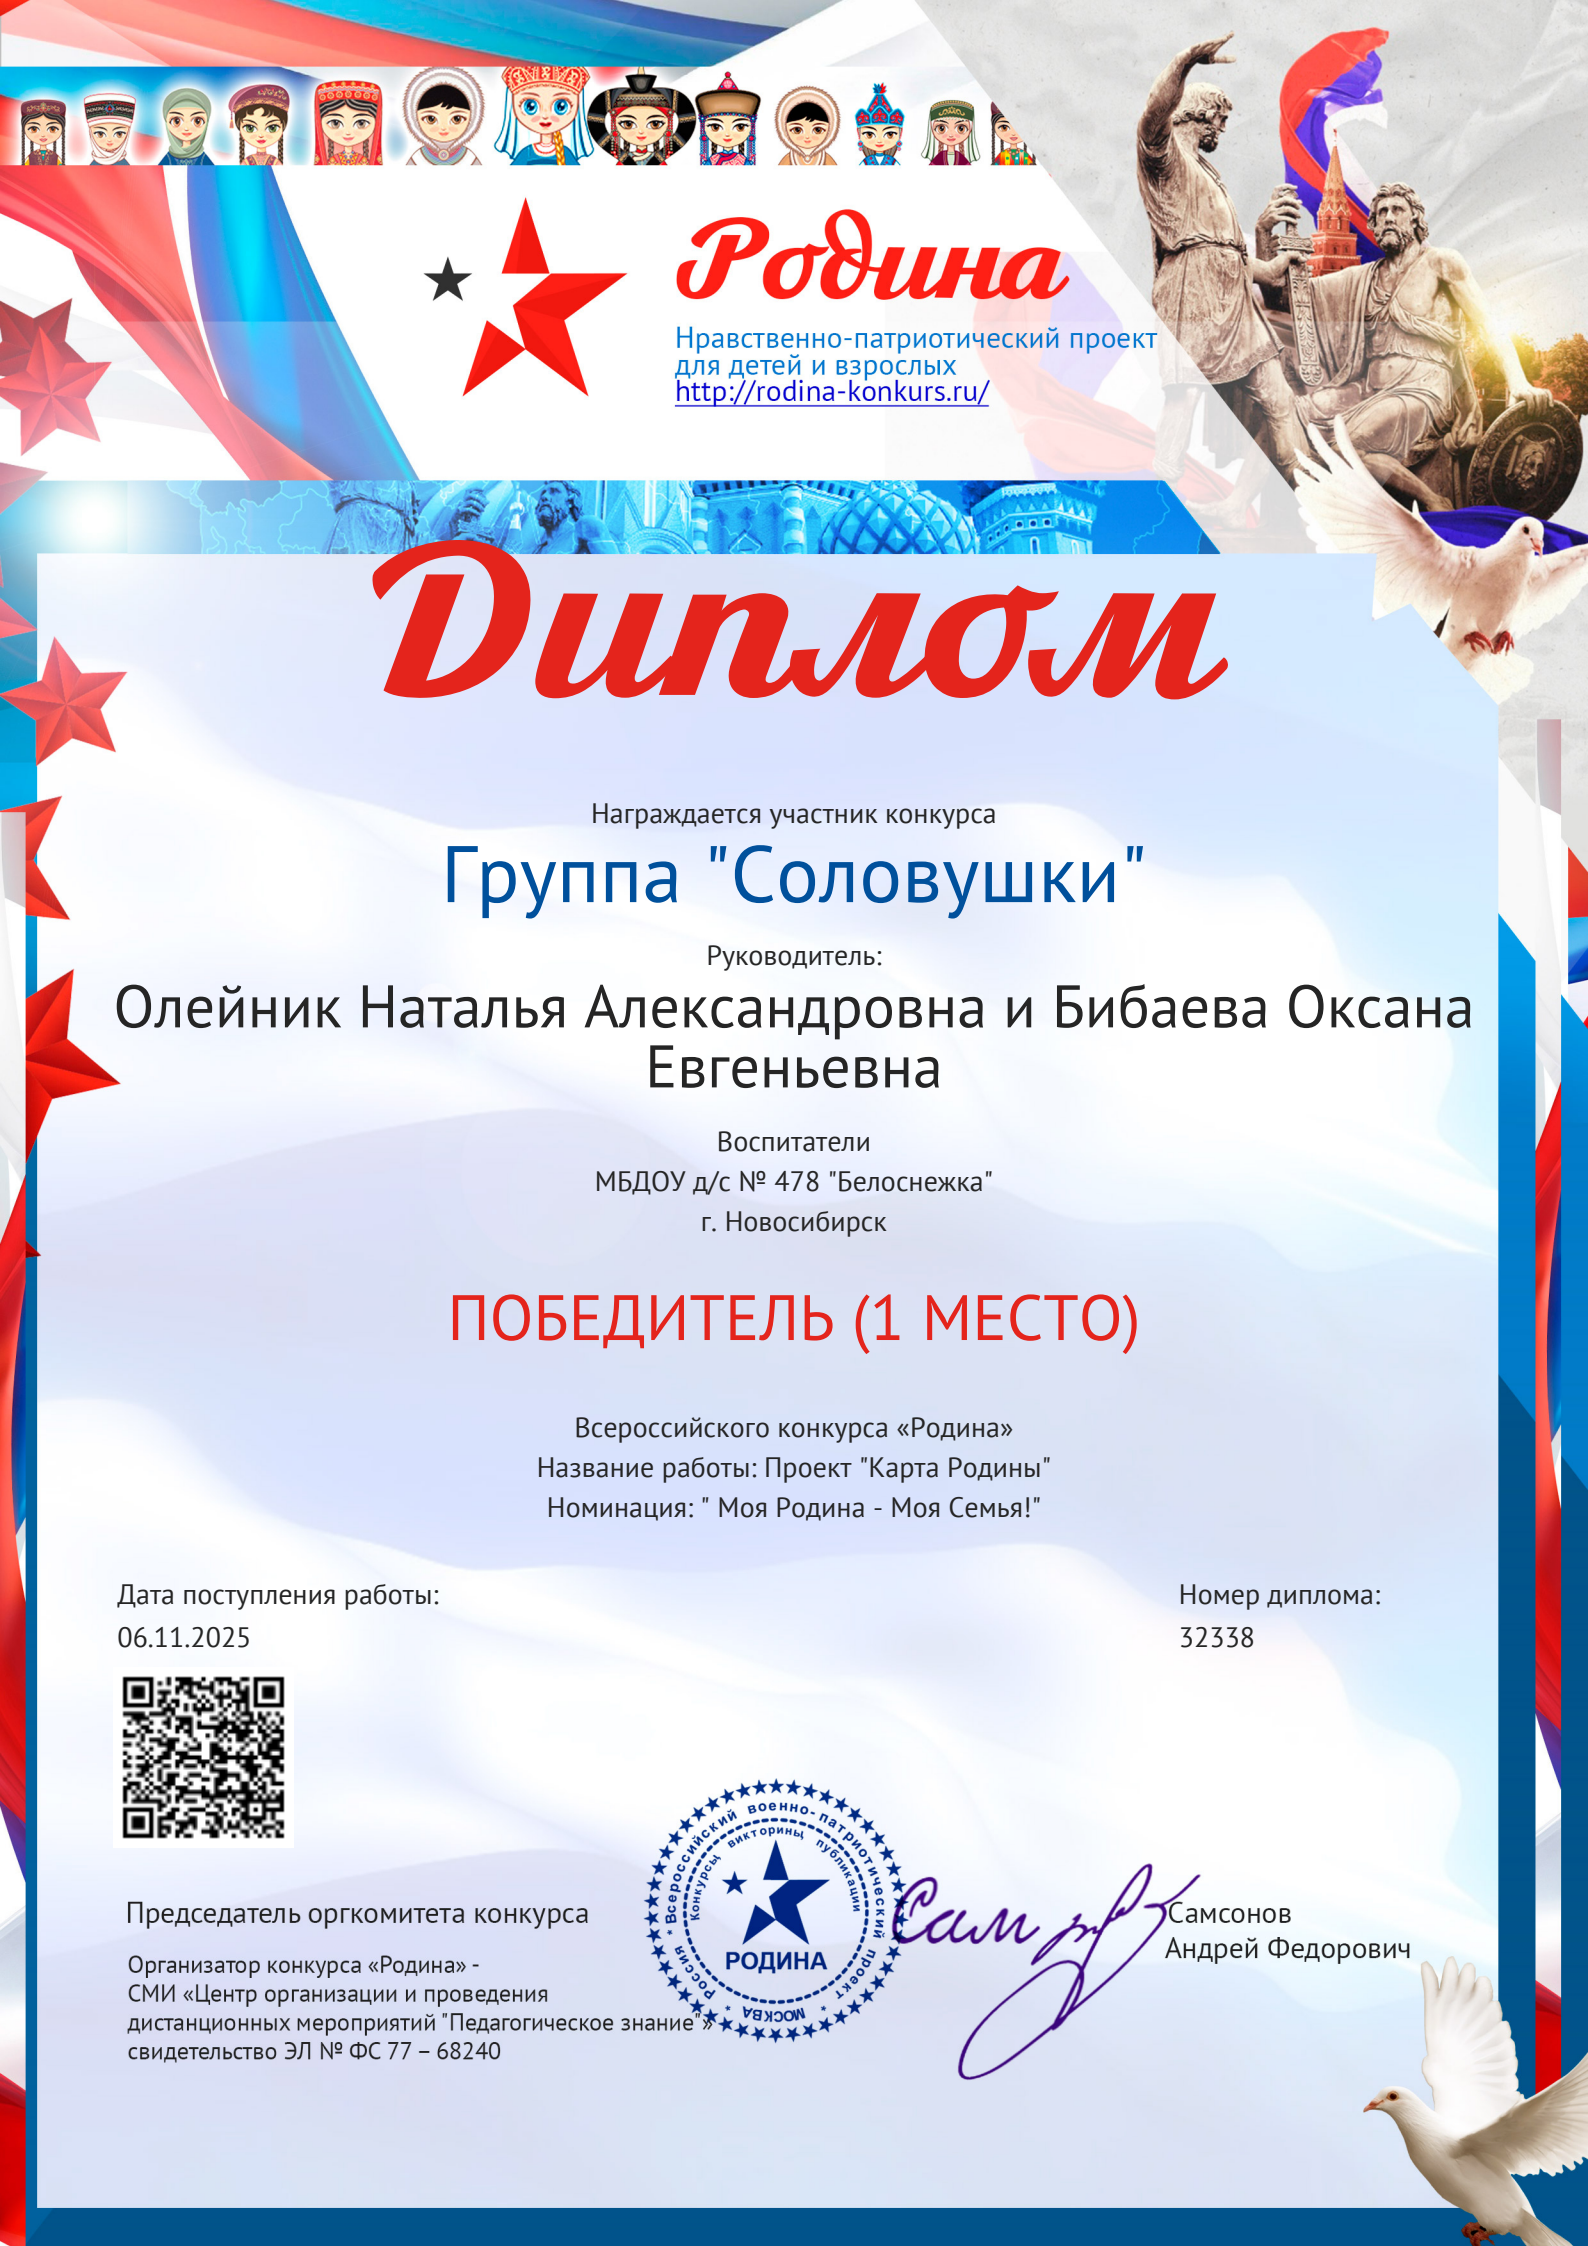 Родина
Нравственно-патриотический проект
для детей и взрослых
http://rodina-konkurs.ru/
Диплом
Награждается участник конкурса
Группа "Соловушки"
Руководитель:
Олейник Наталья Александровна и Бибаева Оксана
Евгеньевна
Воспитатели
МБДОУ д/с № 478 "Белоснежка"
г. Новосибирск
ПОБЕДИТЕЛЬ (1 МЕСТО)
Всероссийского конкурса «Родина»
Название работы: Проект "Карта Родины"
Номинация: " Моя Родина - Моя Семья!"
Дата поступления работы:
06.11.2025
Номер диплома:
32338
Председатель оргкомитета конкурса
Организатор конкурса «Родина» -
СМИ «Центр организации и проведения
дистанционных мероприятий "Педагогическое знание"»
свидетельство ЭЛ № ФС 77 – 68240
* Всероссийский военно-патриотический проект *
Россия * МОСКВА
Конкурсы, викторины, публикации
РОДИНА
Сам
Самсонов
Андрей Федорович